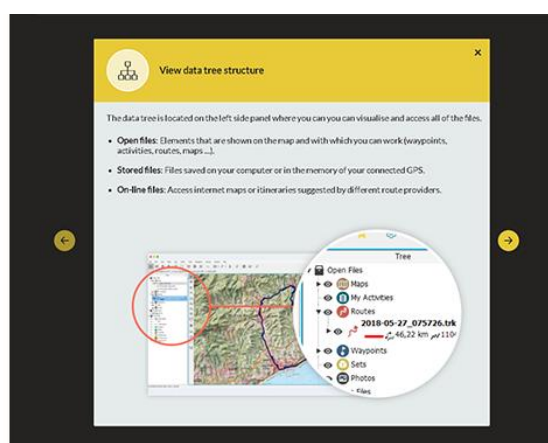 View data tree structure
×
The data tree is located on the left side panel where you can you can visualise and access all of the files.
• Open files: Elements that are shown on the map and with which you can work (waypoints,
activities, routes, maps ...).
• Stored files: Files saved on your computer or in the memory of your connected GPS.
• On-line files: Access internet maps or itineraries suggested by different route providers.
Tree
Open Files
Maps
My Activities
Routes
2018-05-27_075726.trk
46,22 km
Waypoints
Sets
Photos
Files